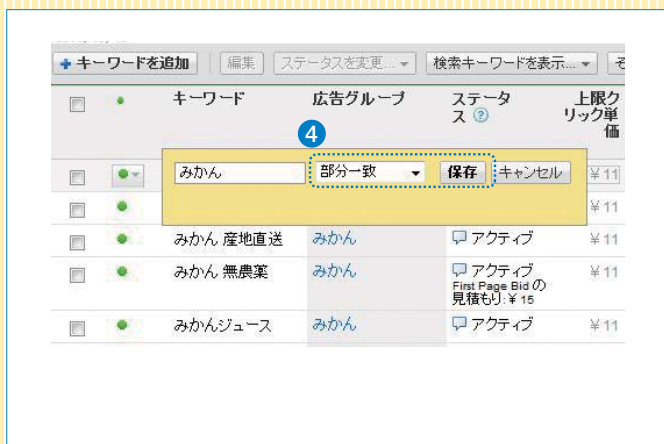 + キーワードを追加 編集 ステータスを変更... 検索キーワードを表示... そ
キーワード 広告グループ ステータ 上限ク
ス ? リック単
価
4
みかん 部分一致 保存 キャンセル ¥11
¥11
みかん 産地直送 みかん アクティブ ¥11
みかん 無農薬 みかん アクティブ ¥11
First Page Bid の
見積もり:¥ 15
みかんジュース みかん アクティブ ¥11